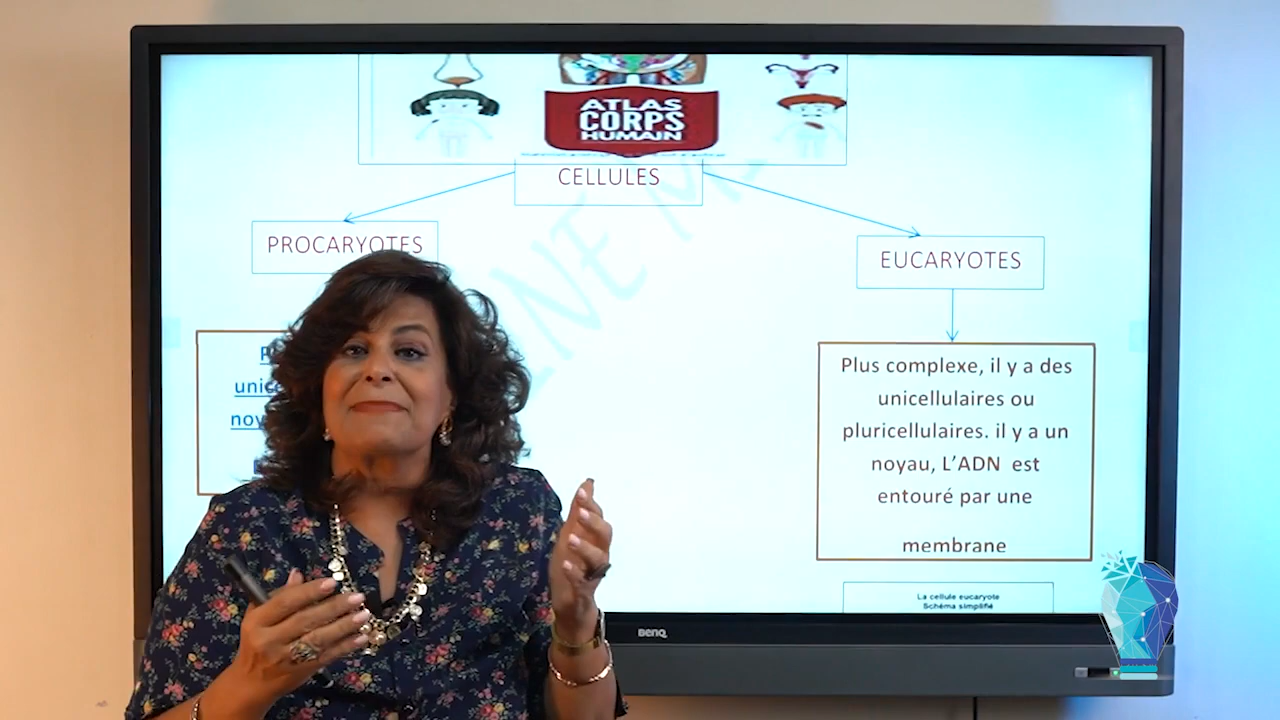 ATLAS
CORPS
HUMAIN
CELLULES
PROCARYOTES
EUCARYOTES
Plus complexe, il y a des
unicellulaires ou
pluricellulaires. il y a un
noyau, L’ADN est
entouré par une
membrane
La cellule eucaryote
Schéma simplifié
BenQ